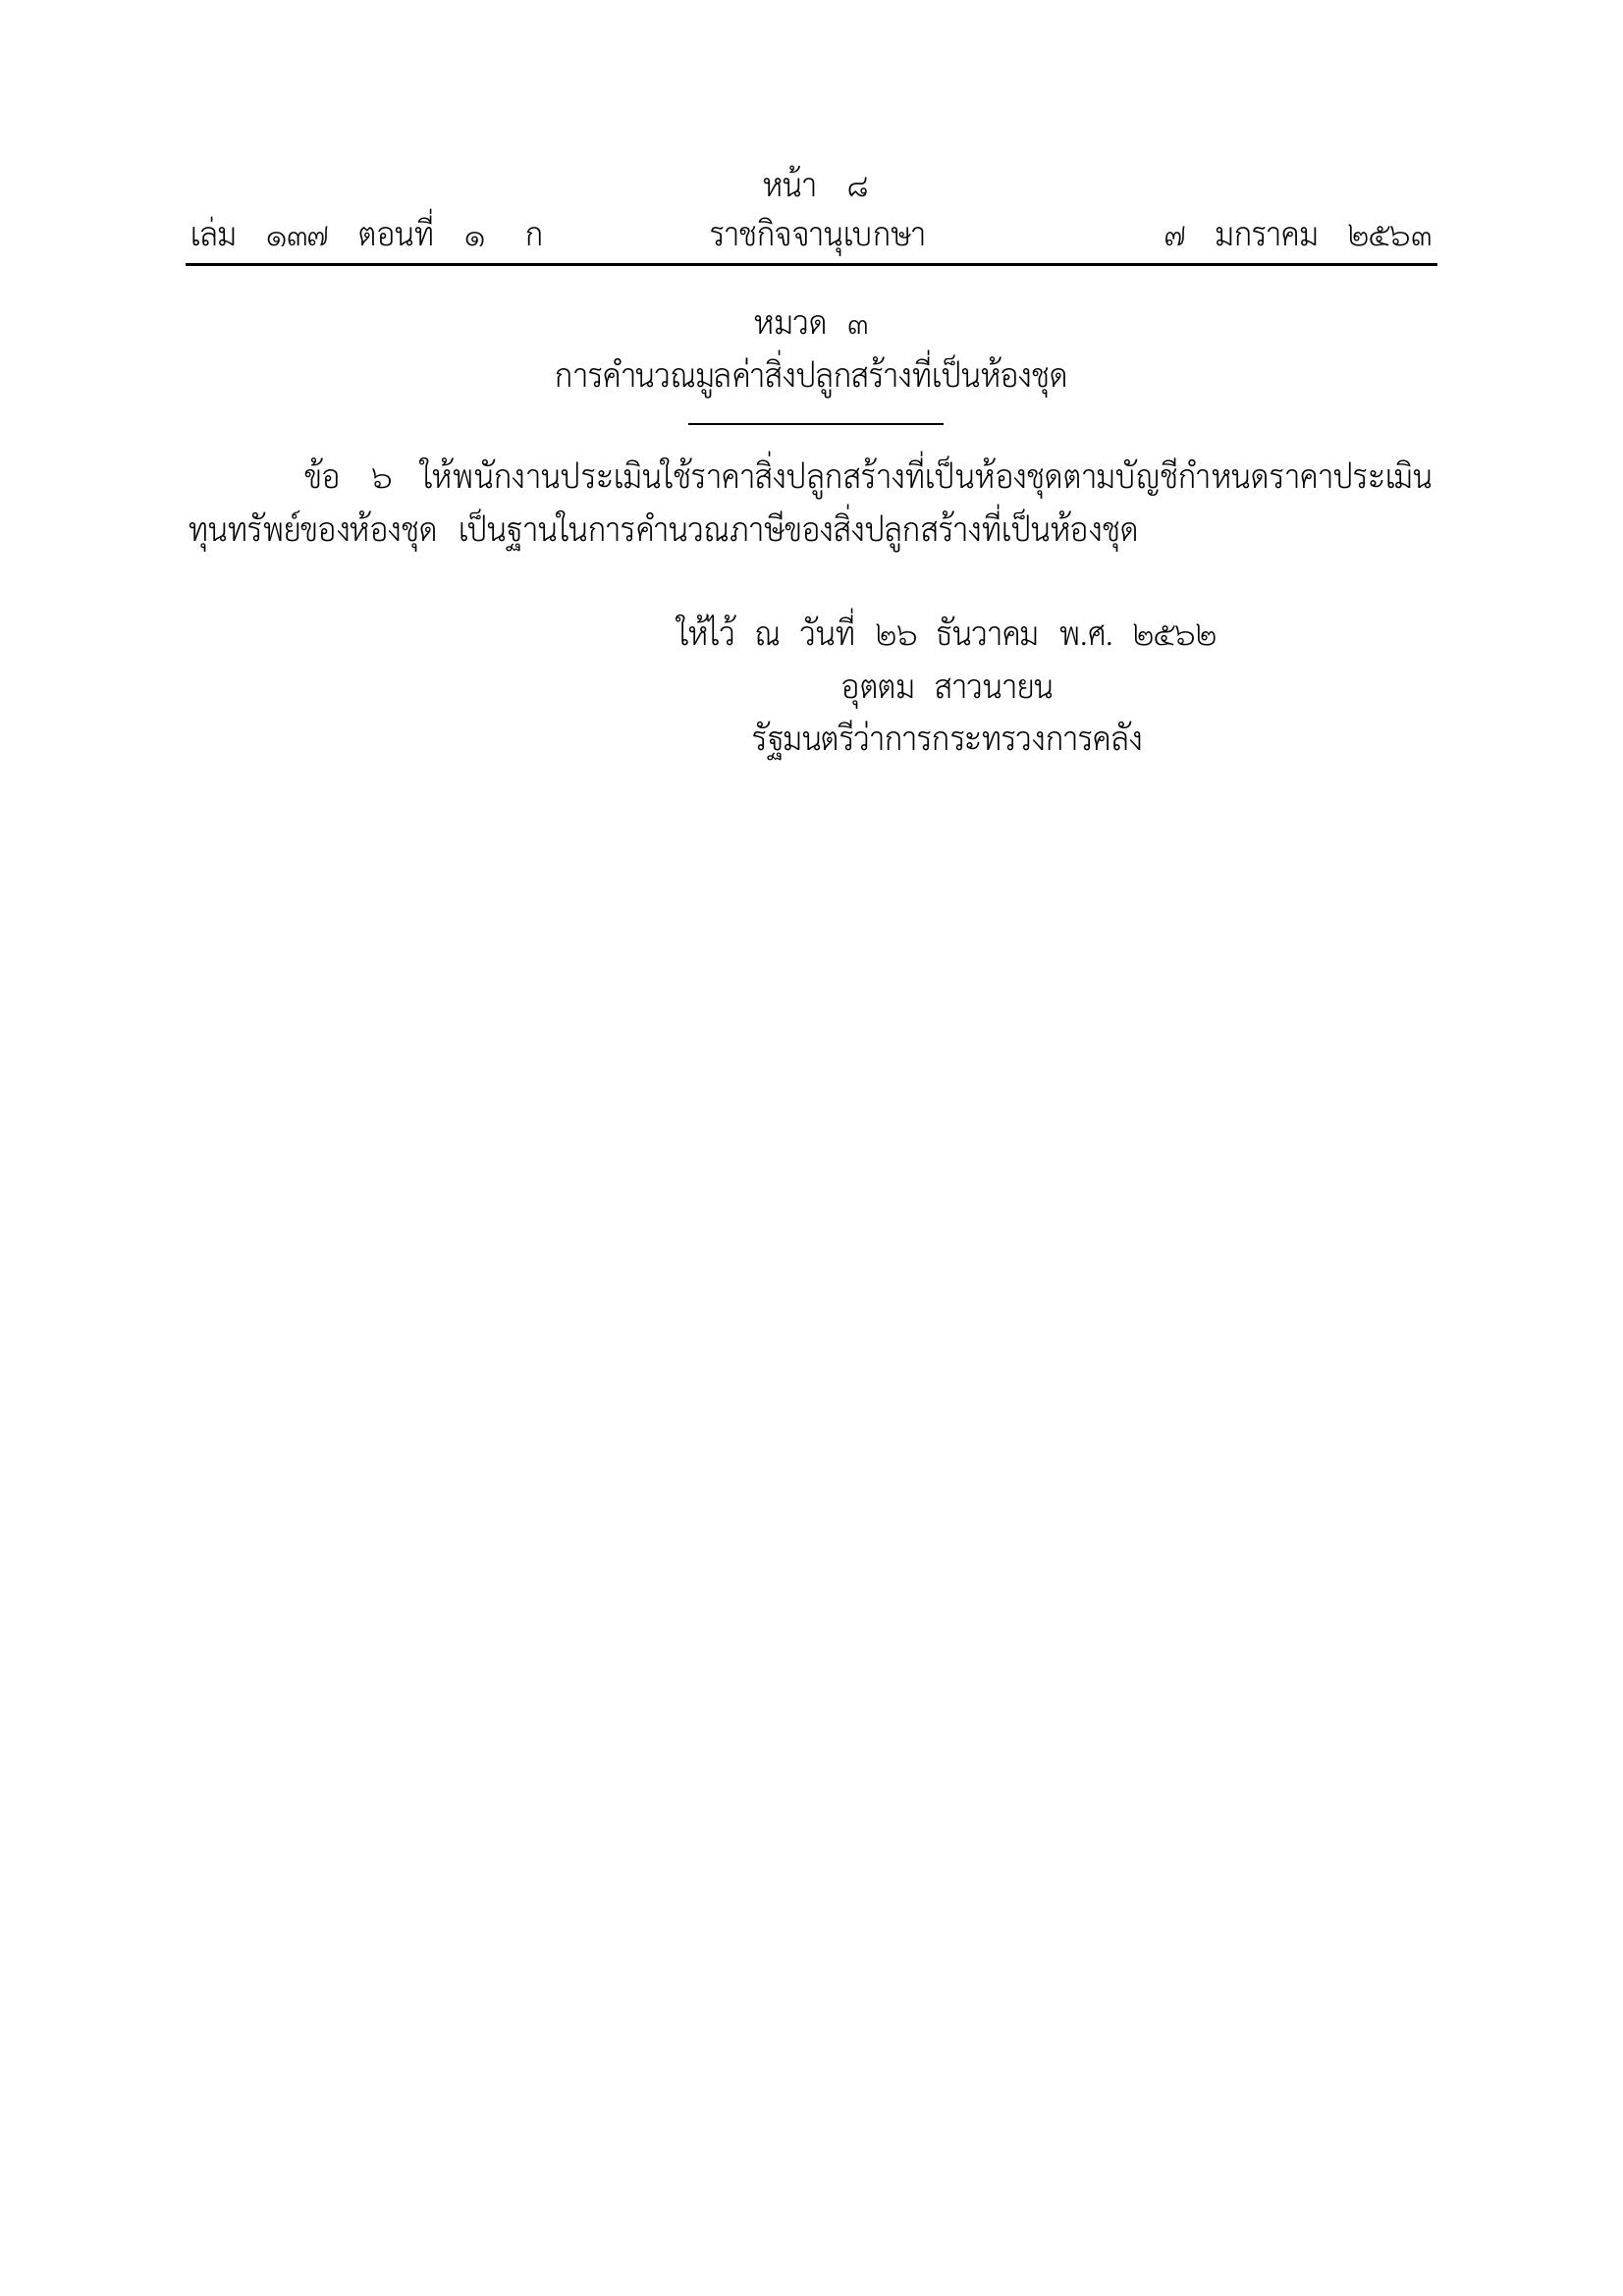 หน้า ๘
เล่ม ๑๓๗ ตอนที่ ๑ ก ราชกิจจานุเบกษา ๗ มกราคม ๒๕๖๓
หมวด ๓
การคำนวณมูลค่าสิ่งปลูกสร้างที่เป็นห้องชุด
ข้อ ๖ ให้พนักงานประเมินใช้ราคาสิ่งปลูกสร้างที่เป็นห้องชุดตามบัญชีกำหนดราคาประเมิน
ทุนทรัพย์ของห้องชุด เป็นฐานในการคำนวณภาษีของสิ่งปลูกสร้างที่เป็นห้องชุด
ให้ไว้ ณ วันที่ ๒๖ ธันวาคม พ.ศ. ๒๕๖๒
อุตตม สาวนายน
รัฐมนตรีว่าการกระทรวงการคลัง